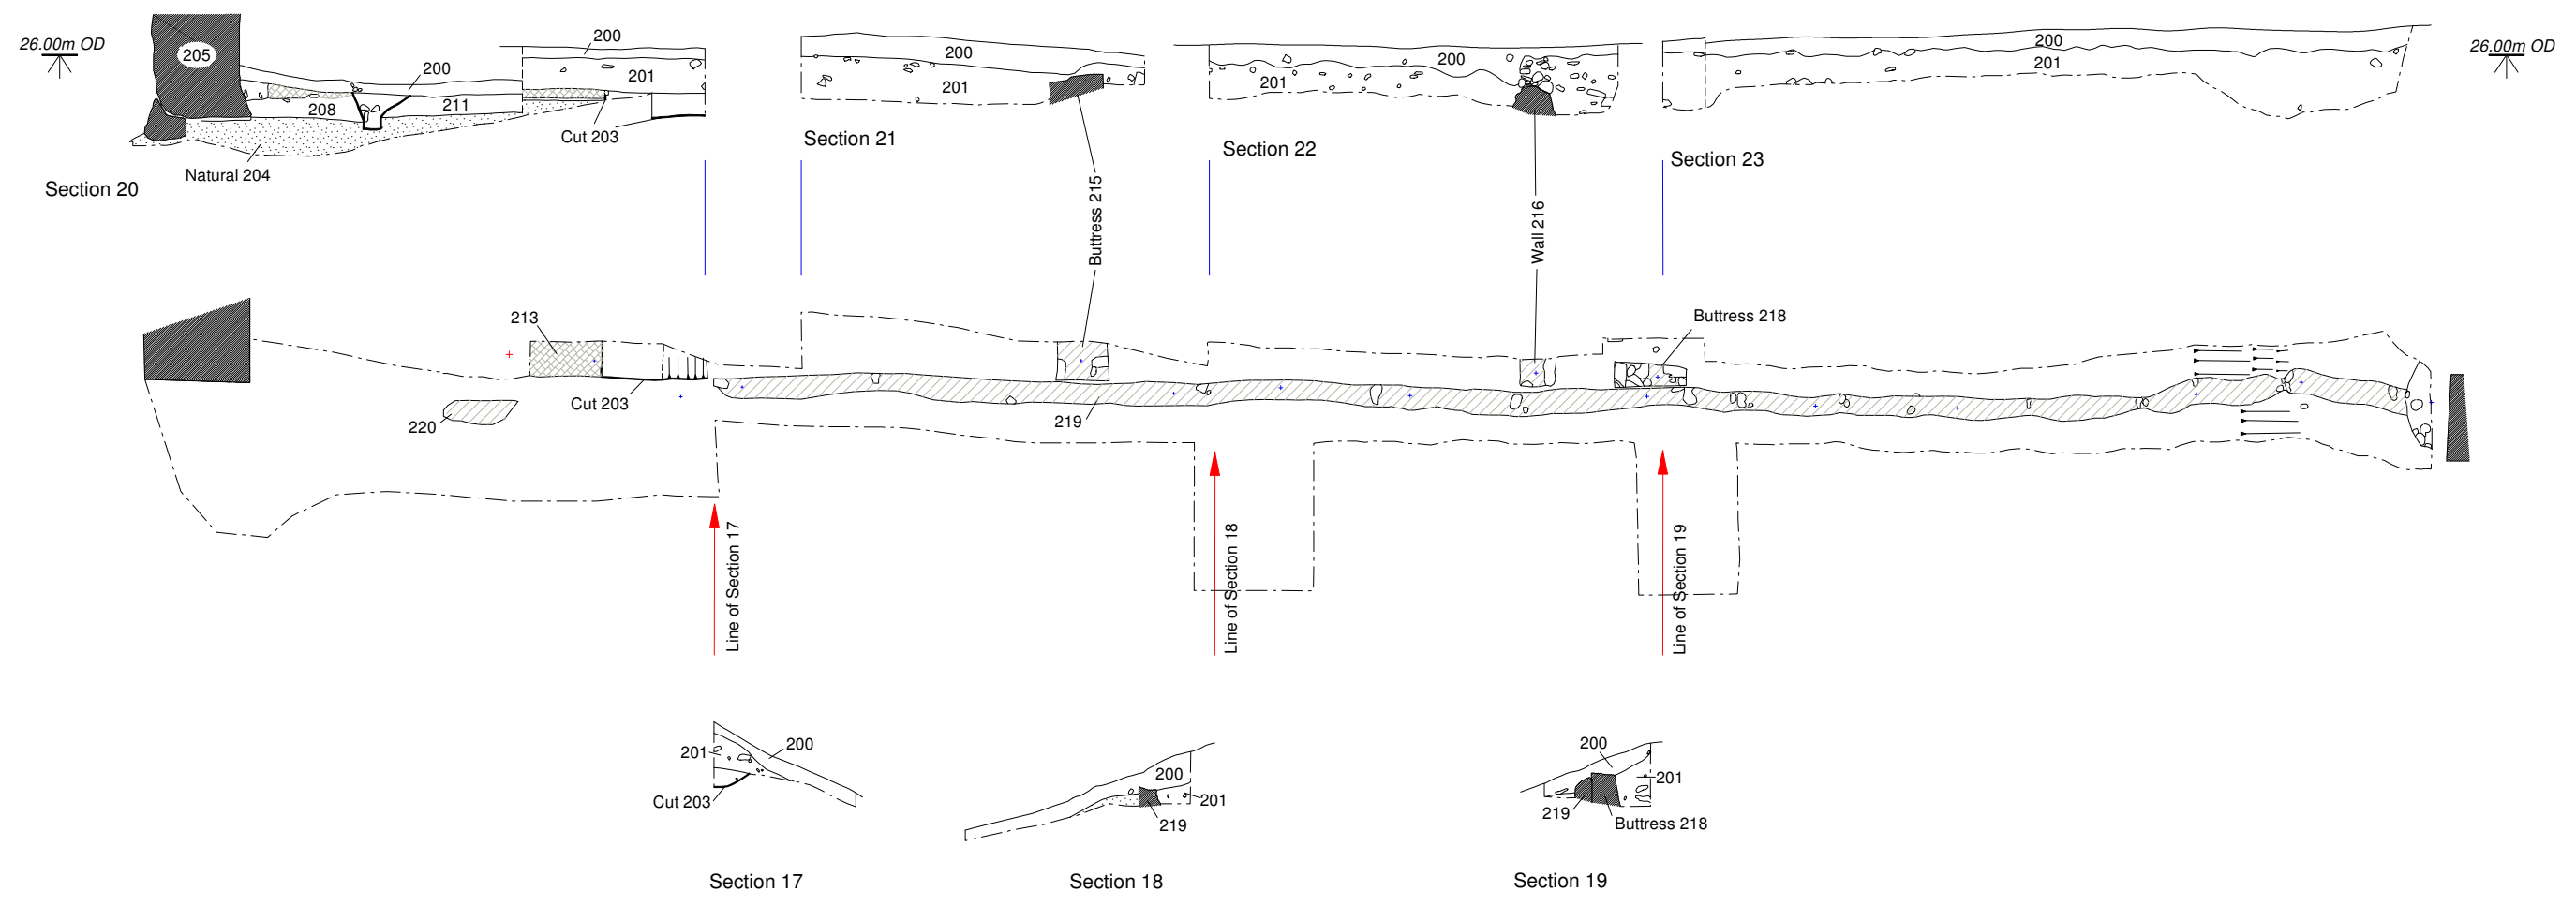 26.00m OD
205
200
208
211
200
201
Cut 203
Natural 204
Section 20
200
201
Section 21
200
201
Section 22
200
201
Section 23
26.00m OD
Buttress 215
Wall 216
213
Cut 203
220
219
Buttress 218
Line of Section 17
Line of Section 18
Line of Section 19
201
200
Cut 203
Section 17
200
201
219
Section 18
200
201
219
Buttress 218
Section 19